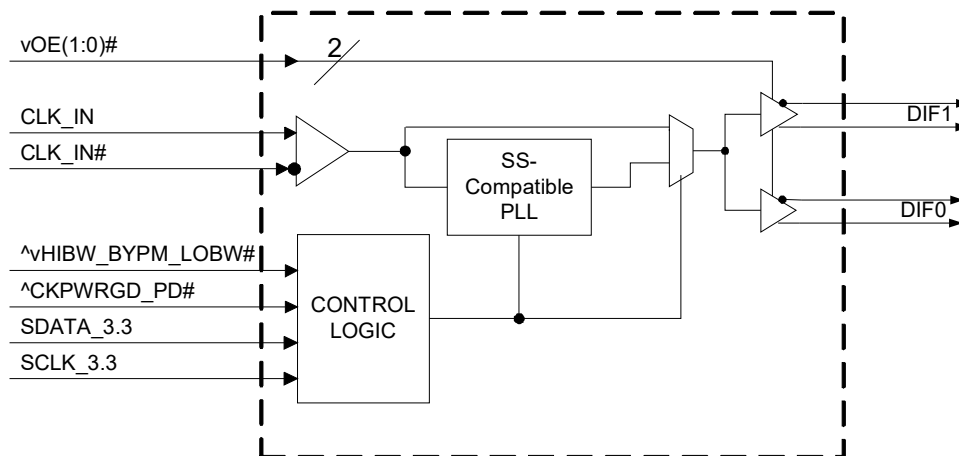 vOE(1:0)#
2
CLK_IN
CLK_IN#
DIF1
SS-
Compatible
PLL
DIF0
^vHIBW_BYPM_LOBW#
^CKPWRGD_PD#
SDATA_3.3
SCLK_3.3
CONTROL
LOGIC